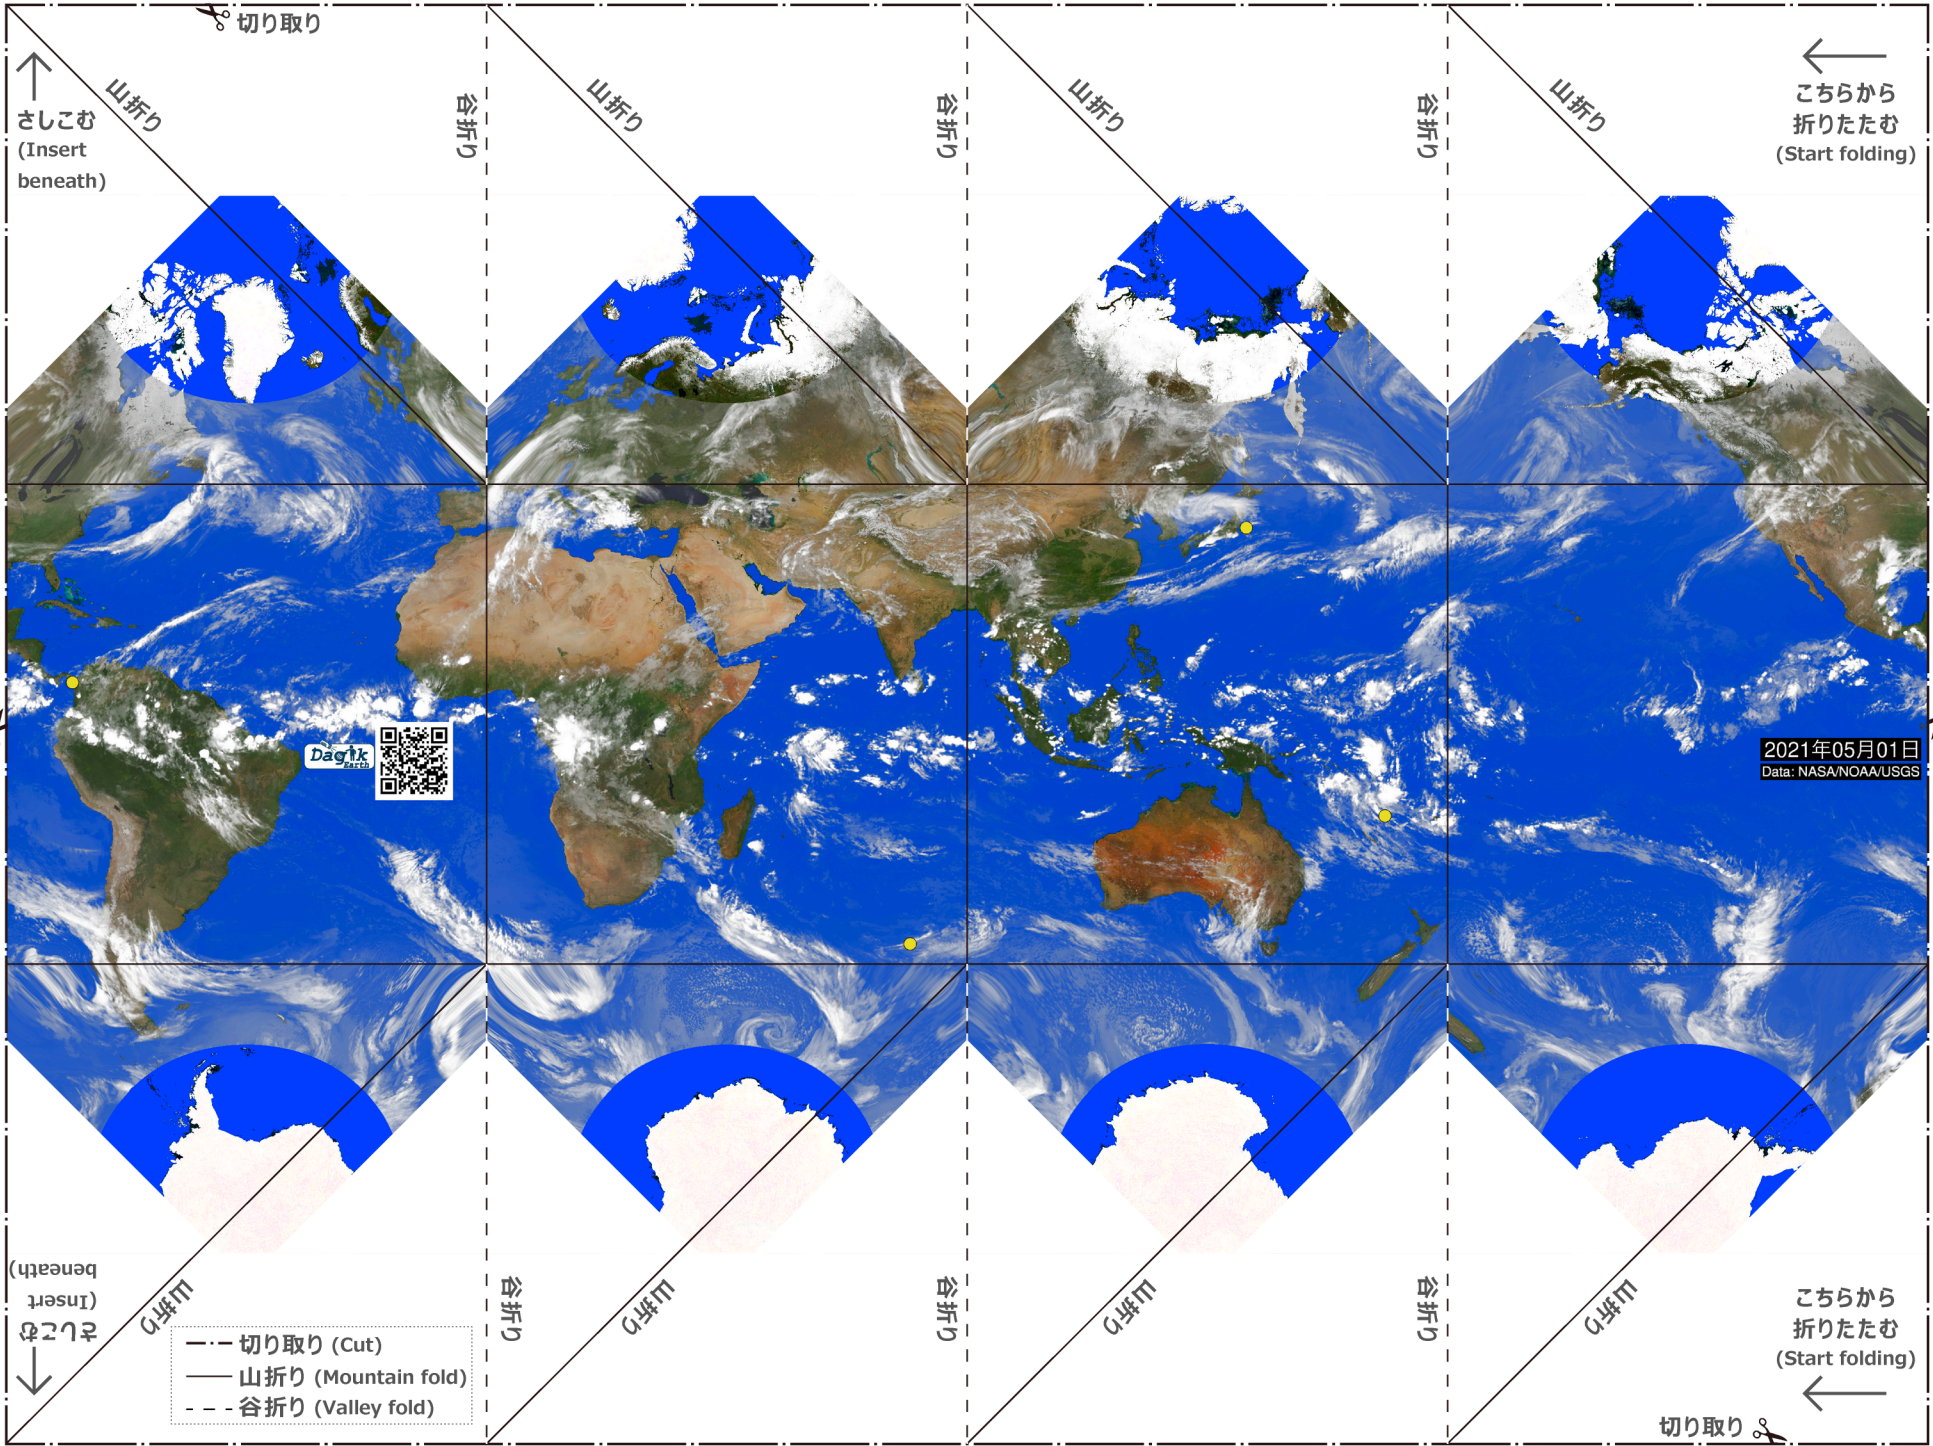 切り取り
さしこむ
(Insert
beneath)
山折り
谷折り
山折り
谷折り
山折り
谷折り
山折り
こちらから
折りたたむ
(Start folding)
Dagik
Earth
2021年05月01日
Data: NASA/NOAA/USGS
さしこむ
(Insert
beneath)
山折り
谷折り
山折り
谷折り
山折り
谷折り
山折り
こちらから
折りたたむ
(Start folding)
切り取り (Cut)
山折り (Mountain fold)
谷折り (Valley fold)
切り取り